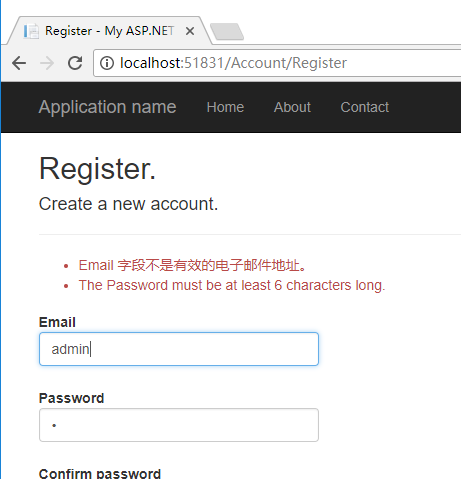 Register - My ASP.NET
localhost:51831/Account/Register
Application name Home About Contact
Register.
Create a new account.
Email 字段不是有效的电子邮件地址。
The Password must be at least 6 characters long.
Email
admin
Password
Confirm password